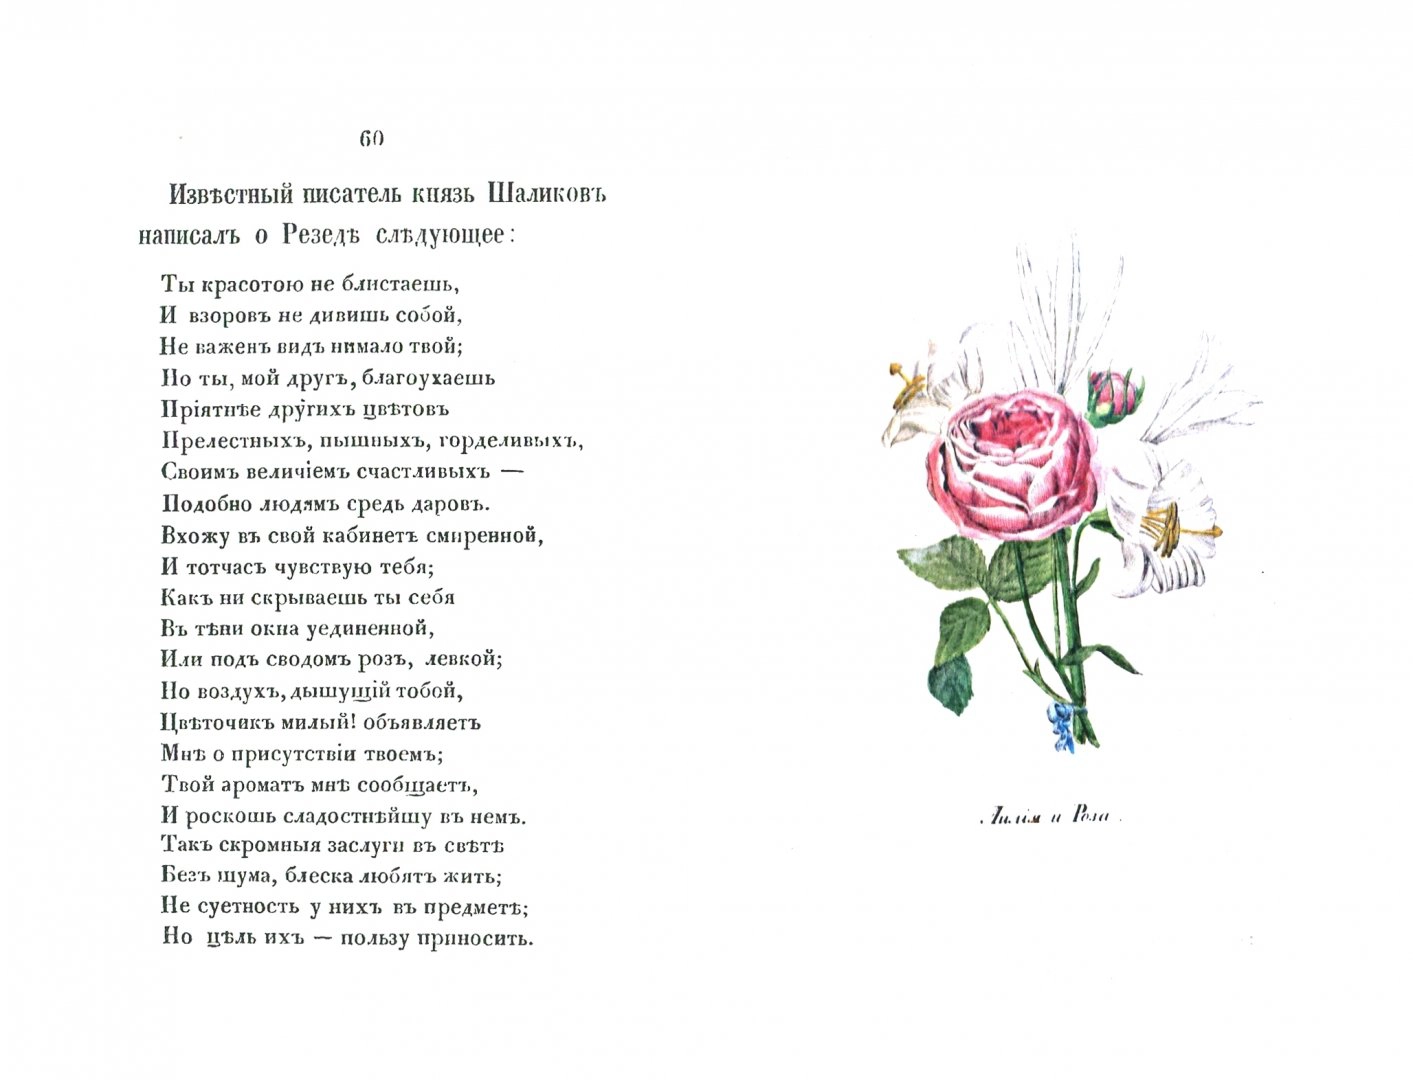 60
Извѣстный писатель князь Шаликовъ
написалъ о Резедѣ слѣдующее:
Ты красотою не блистаешь,
И взоровъ не дивишь собой,
Не важенъ видъ нимало твой;
Но ты, мой другъ, благоухаешь
Пріятнѣе другихъ цвѣтовъ
Прелестныхъ, пышныхъ, горделивыхъ,
Своимъ величіемъ счастливыхъ —
Подобно людямъ средь даровъ.
Вхожу въ свой кабинетъ смиренной,
И тотчасъ чувствую тебя;
Какъ ни скрываешь ты себя
Въ тѣни окна уединенной,
Или подъ сводомъ розъ, левкой;
Но воздухъ, дышущій тобой,
Цвѣточикъ милый! объявляетъ
Мнѣ о присутствіи твоемъ;
Твой ароматъ мнѣ сообщаетъ,
И роскошь сладостнѣйшу въ немъ.
Такъ скромныя заслуги въ свѣтѣ
Безъ шума, блеска любятъ жить;
Не суетность у нихъ въ предметѣ;
Но цѣль ихъ — пользу приносить.
Лилія и Роза.